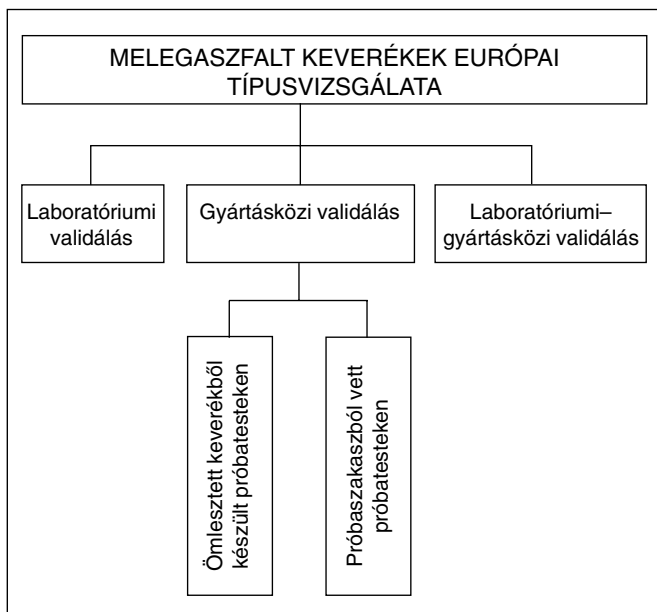 MELEGASZFALT KEVERÉKEK EURÓPAI
TÍPUSVIZSGÁLATA
Laboratóriumi
validálás
Gyártásközi validálás
Laboratóriumi–
gyártásközi validálás
Ömlesztett keverékből
készült próbatesteken
Próbaszakaszból vett
próbatesteken